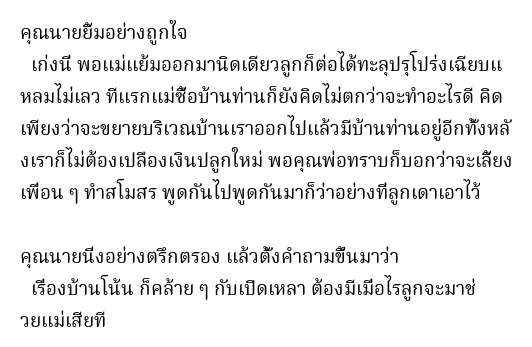 คุณนายยิ้มอย่างถูกใจ
เก่งนี่ พอแม่แย้มออกมานิดเดียวลูกก็ต่อได้ทะลุปรุโปร่งเฉียบแ
หลมไม่เลว ทีแรกแม่ซื้อบ้านท่านก็ยังคิดไม่ตกว่าจะทำอะไรดี คิด
เพียงว่าจะขยายบริเวณบ้านเราออกไปแล้วมีบ้านท่านอยู่อีกทั้งหลั
งเราก็ไม่ต้องเปลืองเงินปลูกใหม่ พอคุณพ่อทราบก็บอกว่าจะเลี้ยง
เพื่อน ๆ ทำสโมสร พูดกันไปพูดกันมาก็ว่าอย่างที่ลูกเดาเอาไว้
คุณนายนิ่งอย่างตรึกตรอง แล้วตั้งคำถามขึ้นมาว่า
เรื่องบ้านโน้น ก็คล้าย ๆ กับเปิดเหลา ต้องมีเมื่อไรลูกจะมาช่
วยแม่เสียที